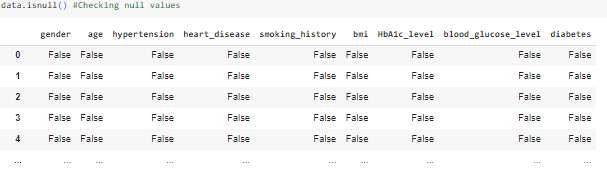 data.isnull() #Checking null values
gender age hypertension heart_disease smoking_history bmi HbA1c_level blood_glucose_level diabetes
0 False False False False False False False False False
1 False False False False False False False False False
2 False False False False False False False False False
3 False False False False False False False False False
4 False False False False False False False False False
... ... ... ... ... ... ... ... ... ...